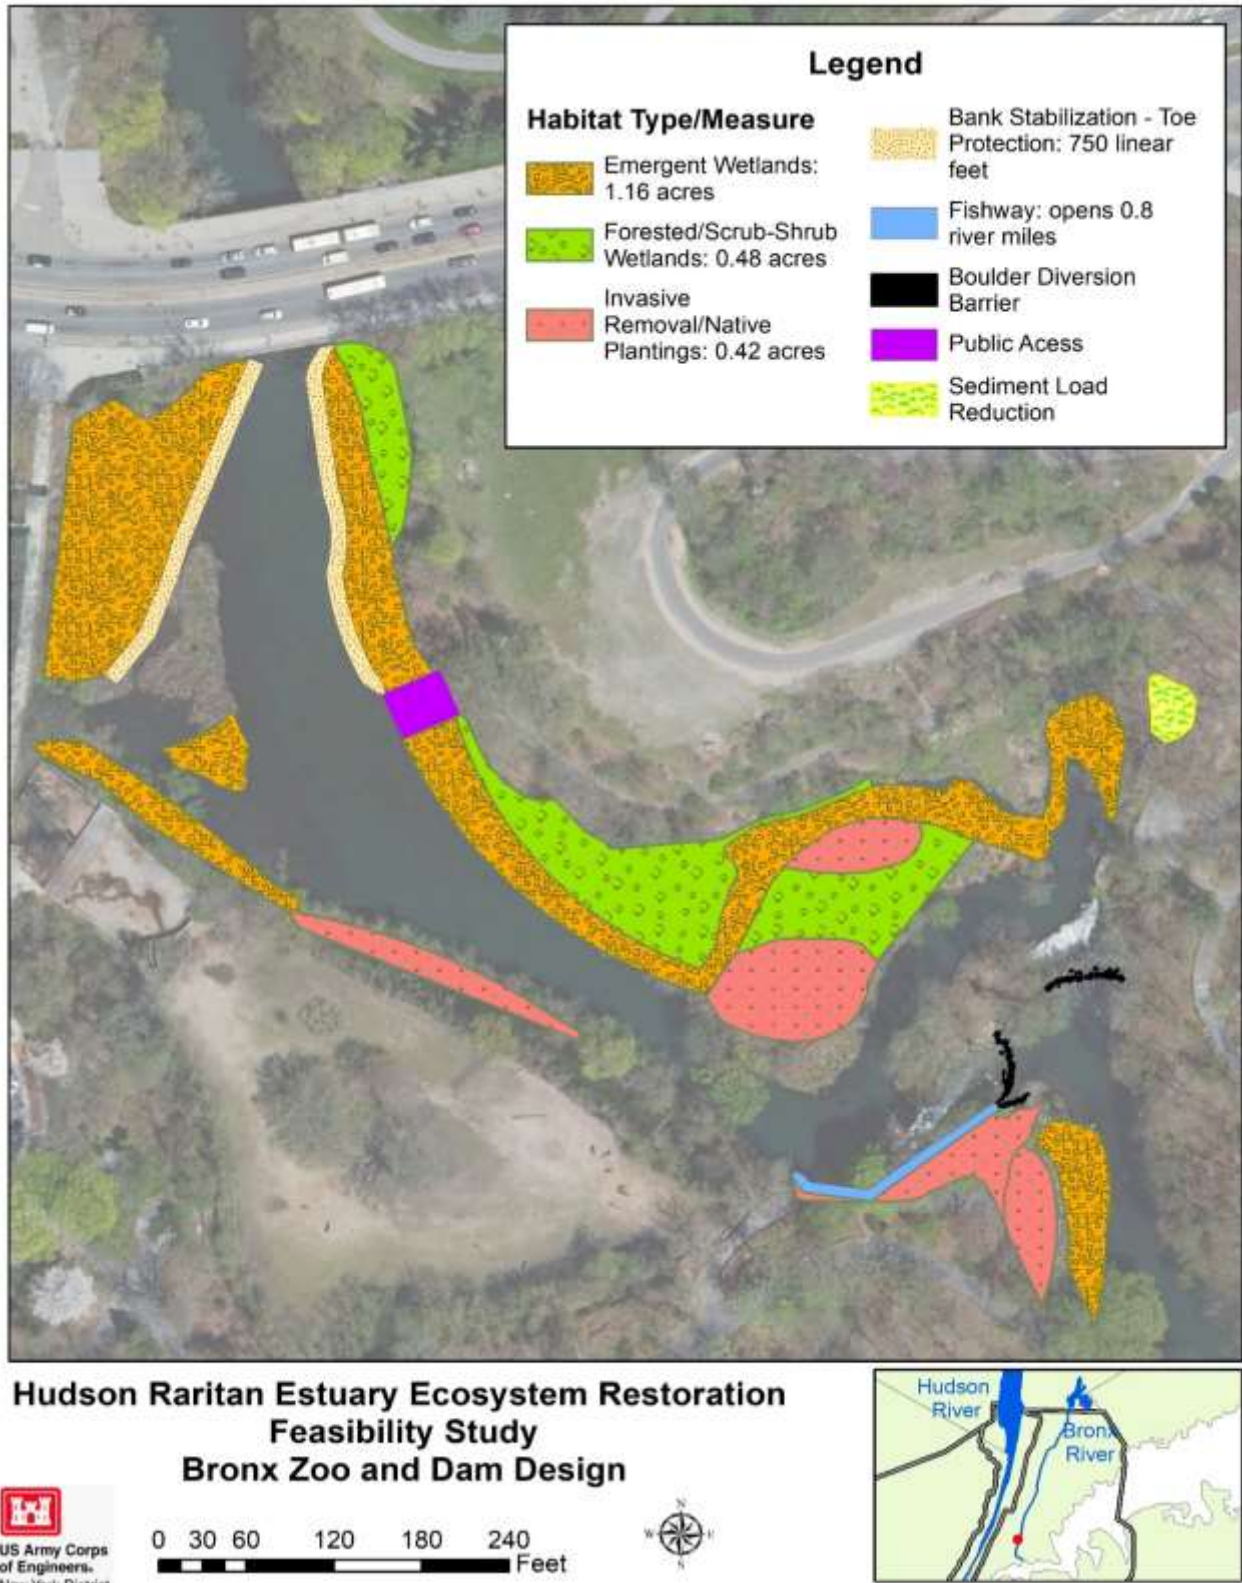 Legend
Habitat Type/Measure
Emergent Wetlands:
1.16 acres
Forested/Scrub-Shrub
Wetlands: 0.48 acres
Invasive
Removal/Native
Plantings: 0.42 acres
Bank Stabilization - Toe
Protection: 750 linear
feet
Fishway: opens 0.8
river miles
Boulder Diversion
Barrier
Public Acess
Sediment Load
Reduction
Hudson Raritan Estuary Ecosystem Restoration
Feasibility Study
Bronx Zoo and Dam Design
US Army Corps
of Engineers.
New York District
0 30 60 120 180 240
Feet
N
W E
S
Hudson
River
Bronx
River